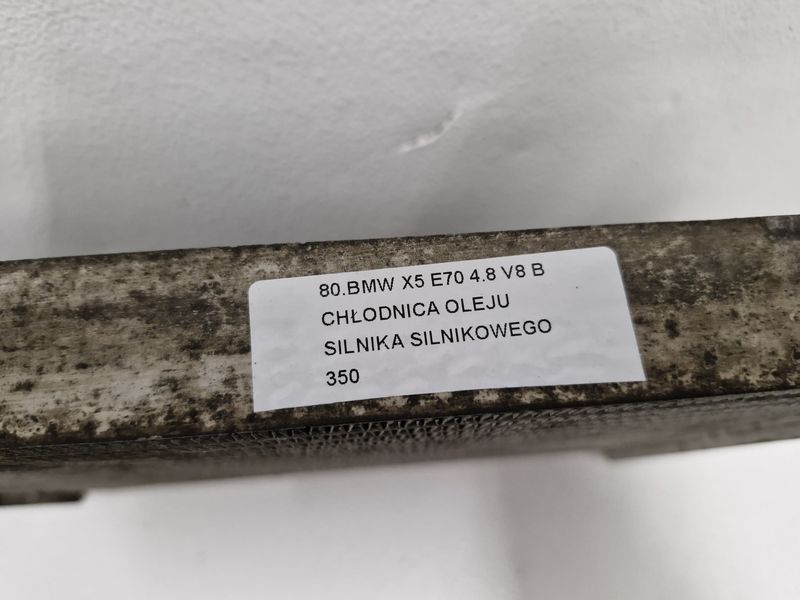 80.BMW X5 E70 4.8 V8 B
CHŁODNICA OLEJU
SILNIKA SILNIKOWEGO
350